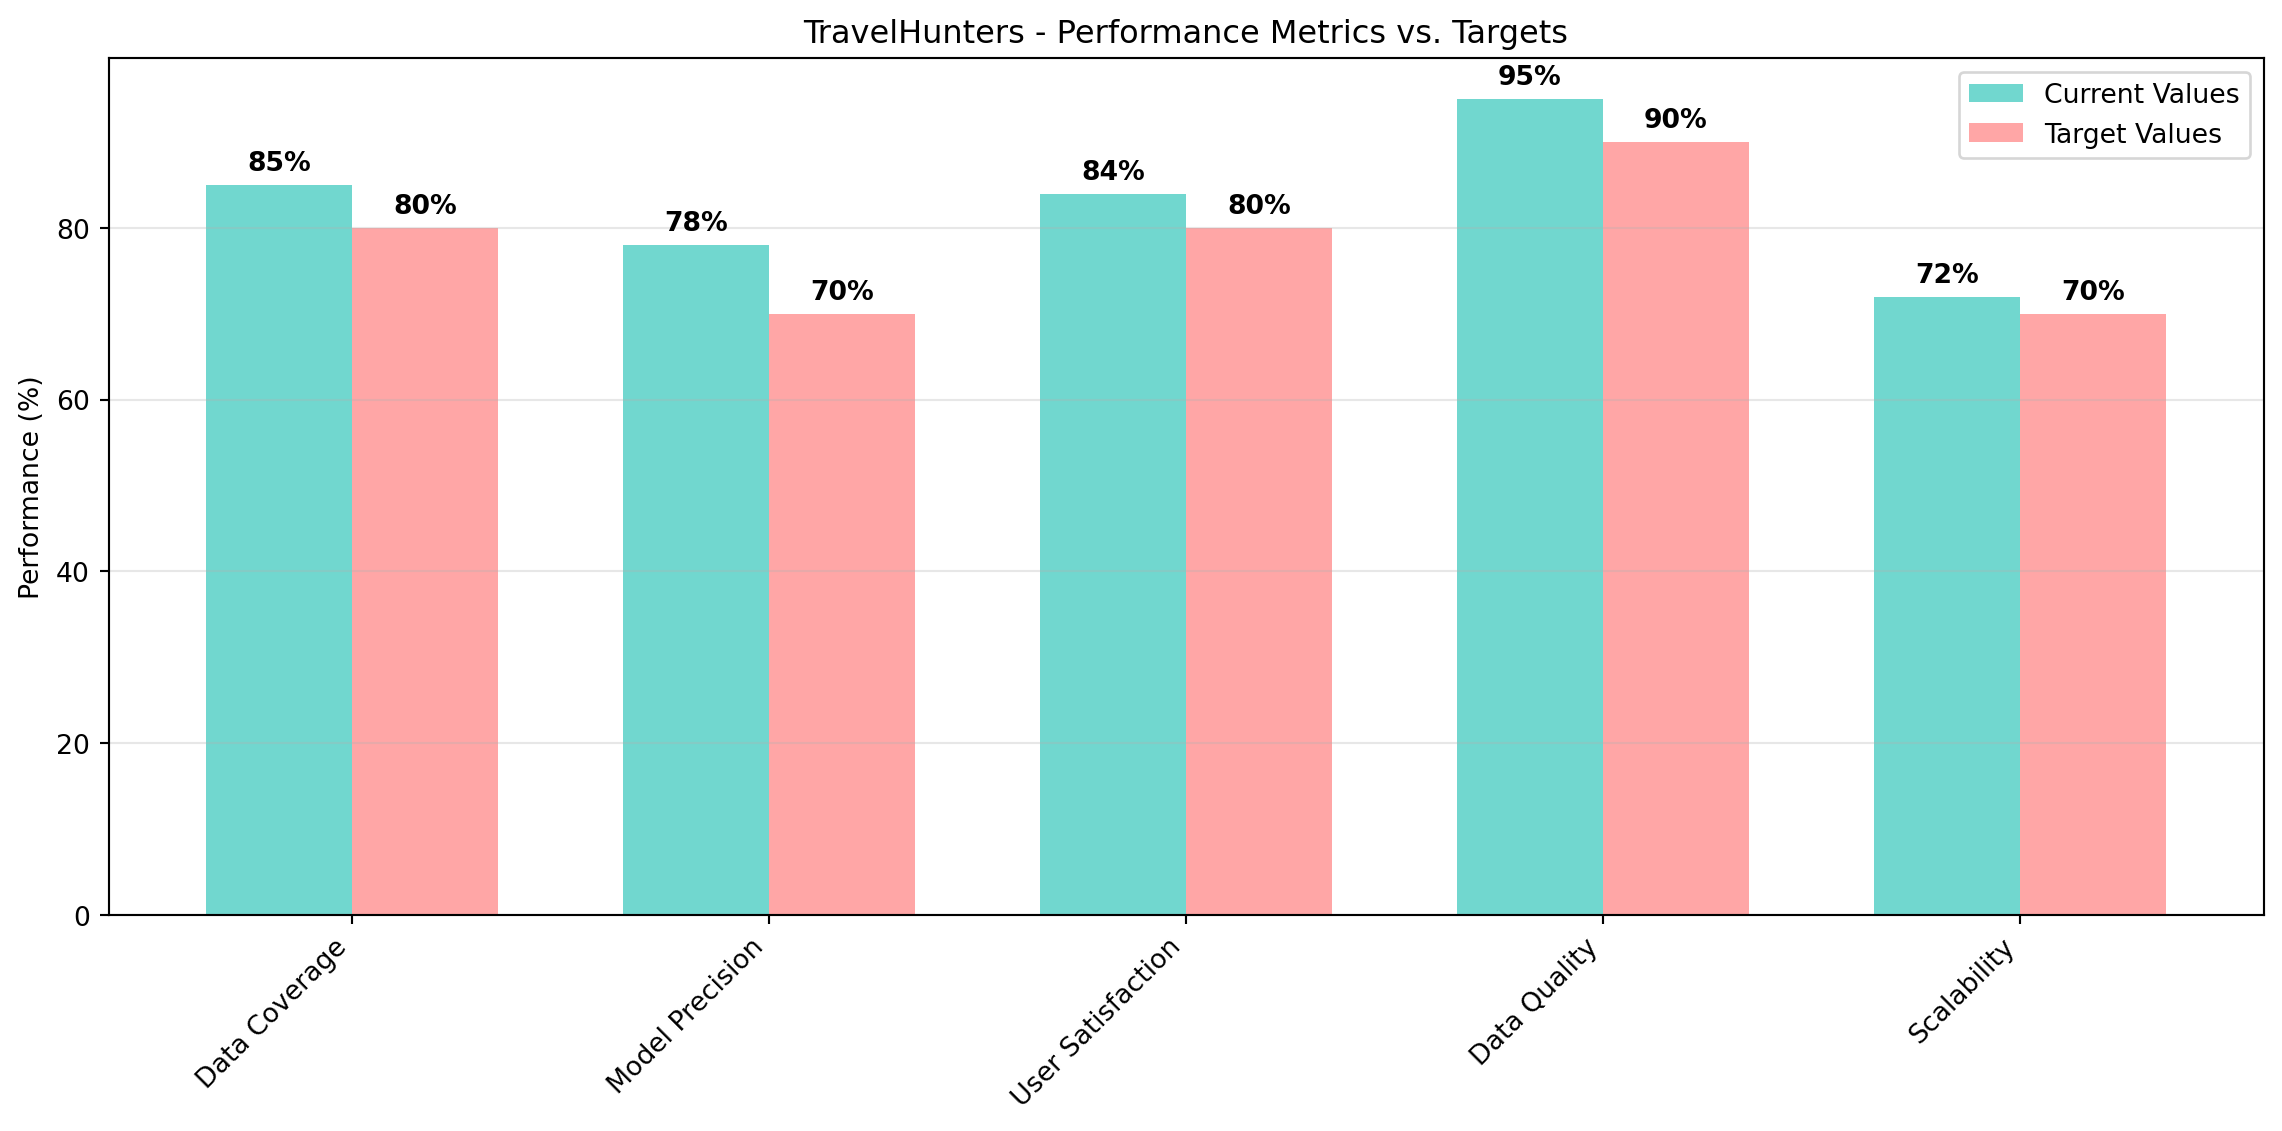 TravelHunters - Performance Metrics vs. Targets
Current Values
Target Values
Performance (%)
80
60
40
20
0
85%
80%
78%
70%
84%
80%
95%
90%
72%
70%
Data Coverage
Model Precision
User Satisfaction
Data Quality
Scalability